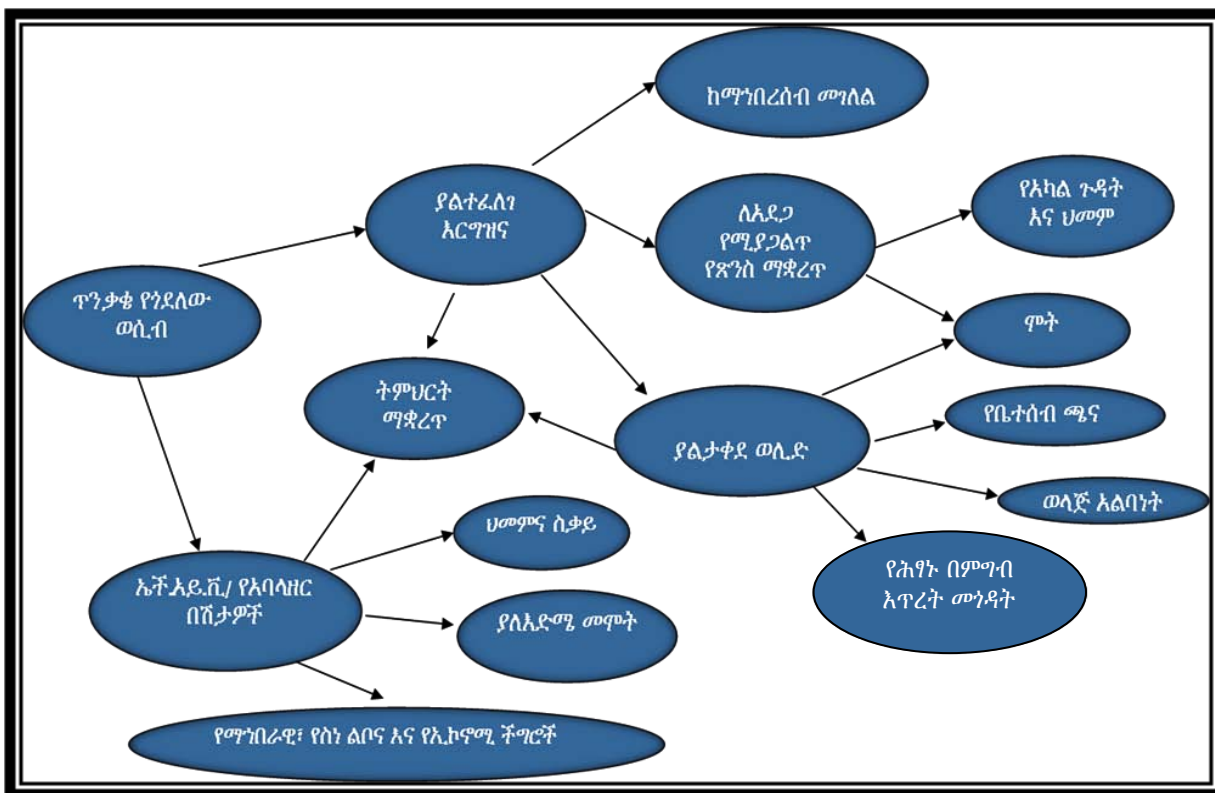 ከማኅበረሰብ መገለል
ያልተፈለገ
እርግዝና
ለአደጋ
የሚያጋልጥ
የጽንስ ማቋረጥ
የአካል ጉዳት
እና ህመም
ጥንቃቄ የጎደለው
ወሲብ
ሞት
ትምህርት
ማቋረጥ
ያልታቀደ ወሊድ
የቤተሰብ ጫና
ወላጅ አልባነት
ህመምና ስቃይ
የሕፃኑ በምግብ
እጥረት መጎዳት
ኤች.አይ.ቪ/ የአባላዘር
በሽታዎች
ያለእድሜ መሞት
የማኅበራዊ፣ የስነ ልቦና እና የኢኮኖሚ ችግሮች